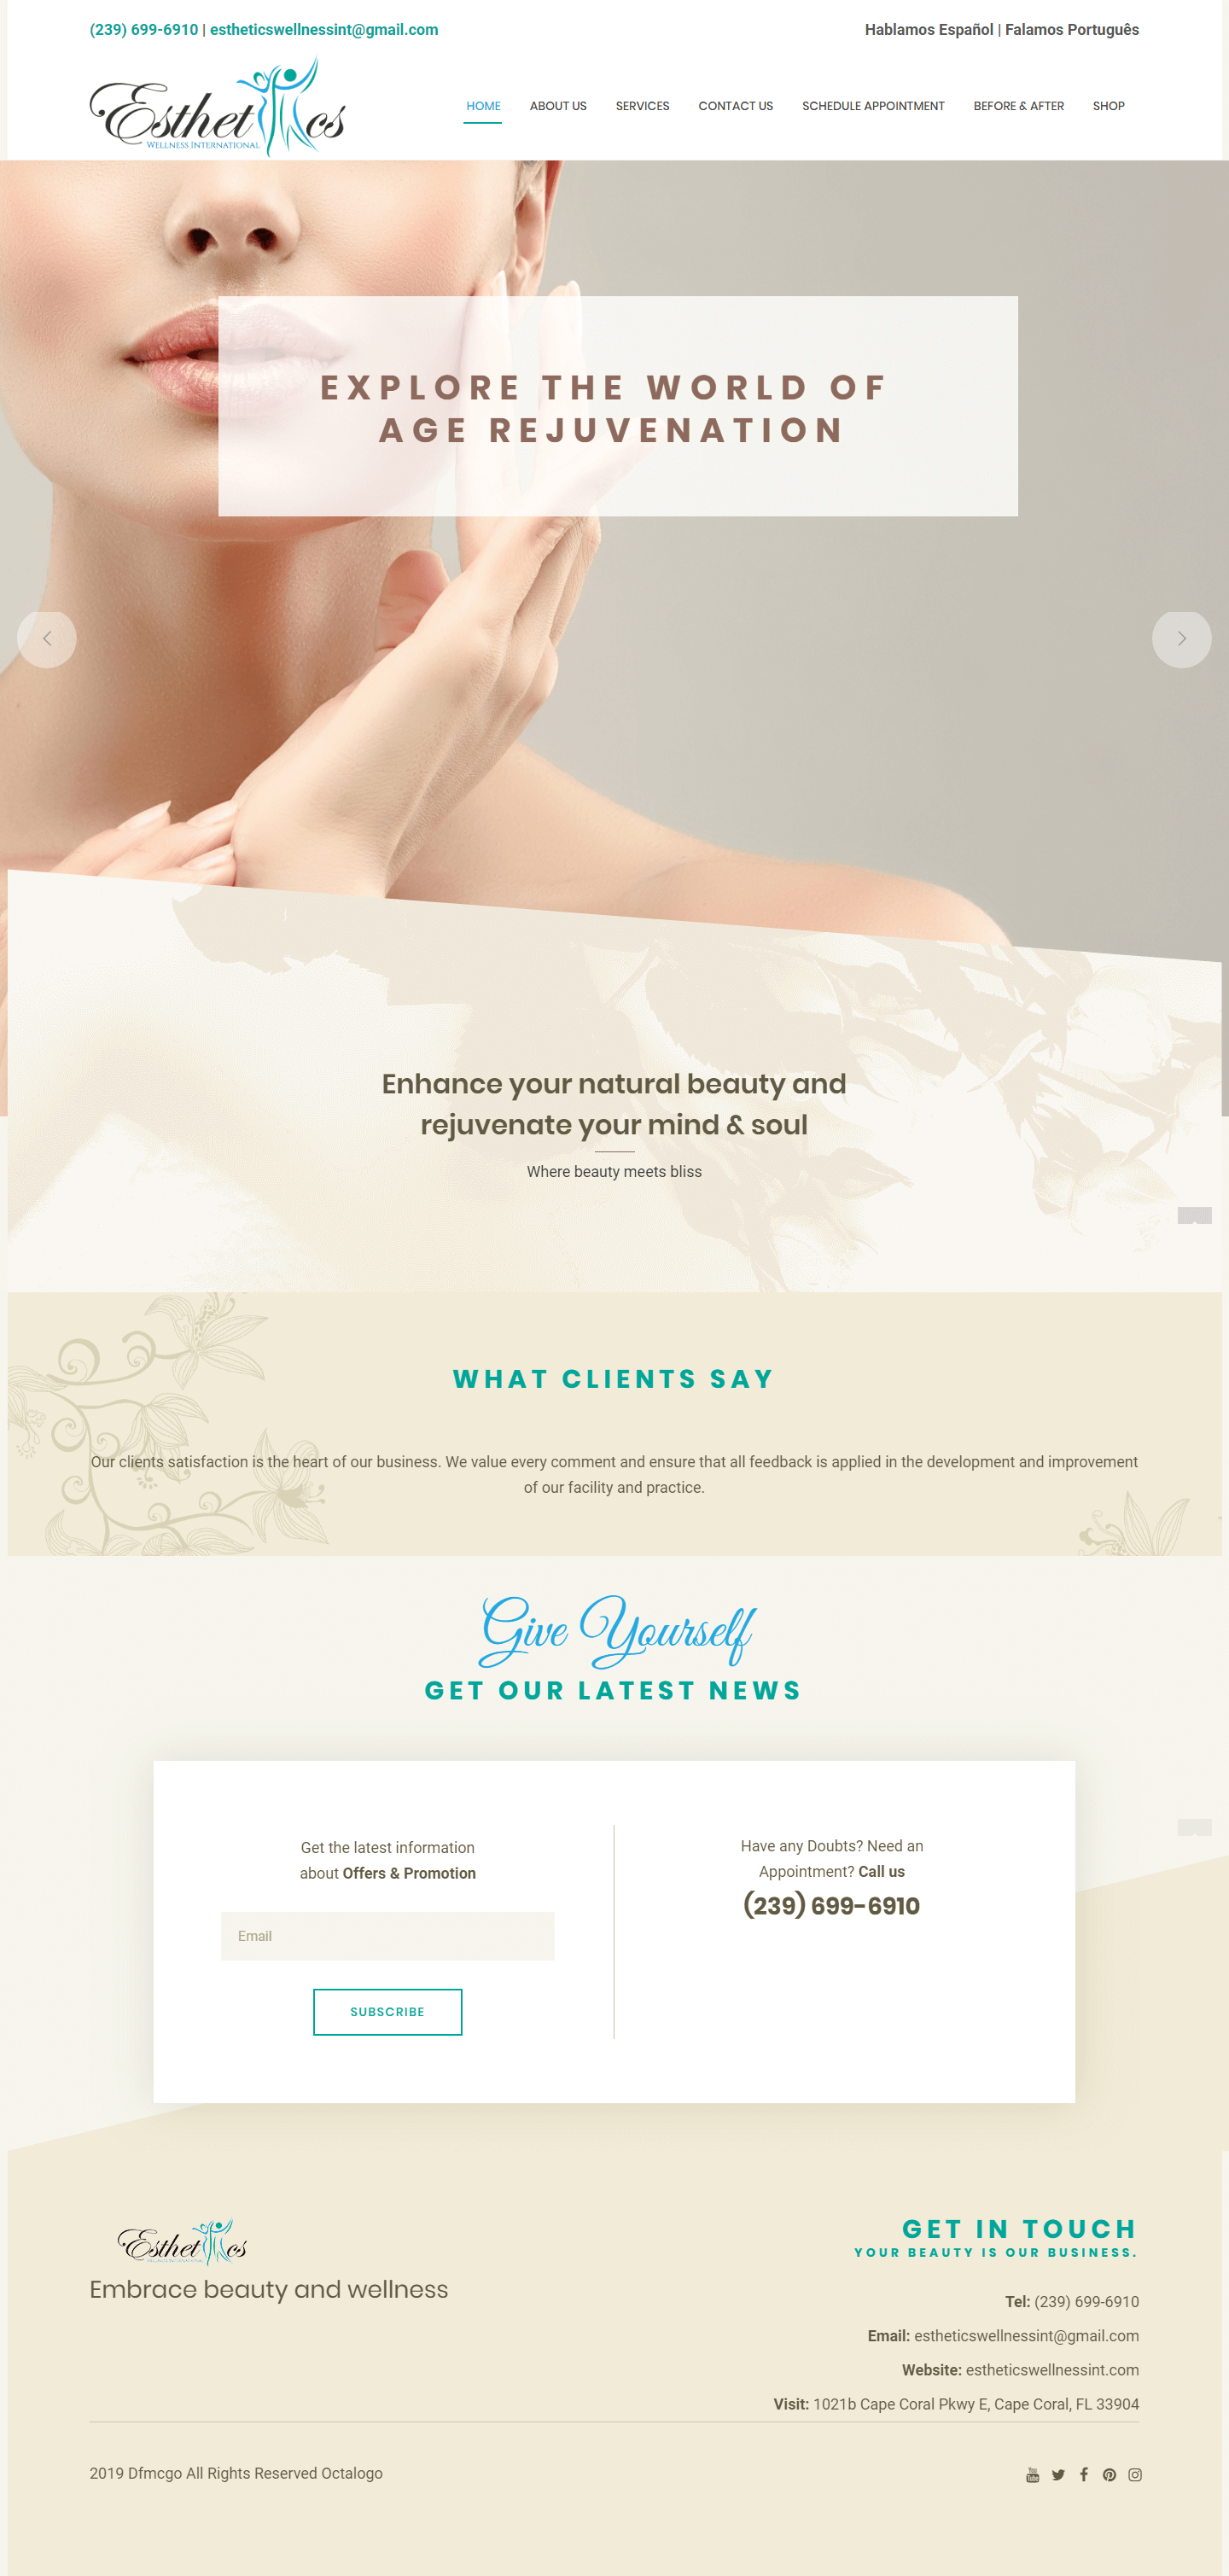 (239) 699-6910 | estheticswellnessint@gmail.com
Hablamos Español | Falamos Português
Esthetics
Wellness International
HOME ABOUT US SERVICES CONTACT US SCHEDULE APPOINTMENT BEFORE & AFTER SHOP
EXPLORE THE WORLD OF
AGE REJUVENATION
Enhance your natural beauty and
rejuvenate your mind & soul
Where beauty meets bliss
WHAT CLIENTS SAY
Our clients satisfaction is the heart of our business. We value every comment and ensure that all feedback is applied in the development and improvement
of our facility and practice.
Give Yourself
GET OUR LATEST NEWS
Get the latest information
about Offers & Promotion
Email
SUBSCRIBE
Have any Doubts? Need an
Appointment? Call us
(239) 699-6910
Esthetics
Embrace beauty and wellness
GET IN TOUCH
YOUR BEAUTY IS OUR BUSINESS.
Tel: (239) 699-6910
Email: estheticswellnessint@gmail.com
Website: estheticswellnessint.com
Visit: 1021b Cape Coral Pkwy E, Cape Coral, FL 33904
2019 Dfmcgo All Rights Reserved Octalogo